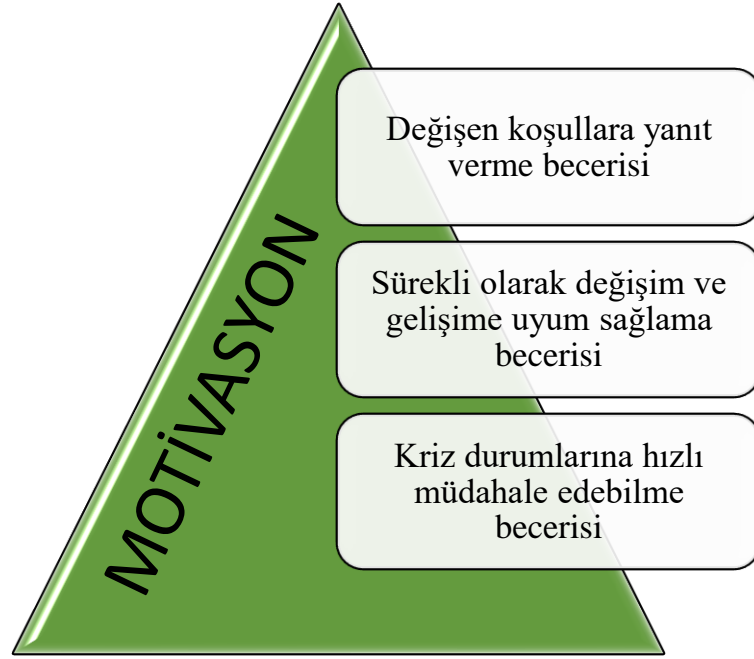 MOTİVASYON
Değişen koşullara yanıt
verme becerisi
Sürekli olarak değişim ve
gelişime uyum sağlama
becerisi
Kriz durumlarına hızlı
müdahale edebilme
becerisi